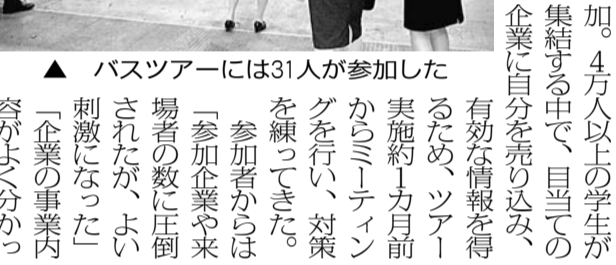 ▲ バスツアーには31人が参加した
加。4万人以上の学生が
集結する中で、目当ての
企業に自分を売り込み、
有効な情報を得
るため、ツアー
実施約1カ月前
からミーティン
グを行い、対策
を練ってきた。
参加者からは
「参加企業や来
場者の数に圧倒
されたが、よい
刺激になった」
「企業の事業内
容がよく分かっ